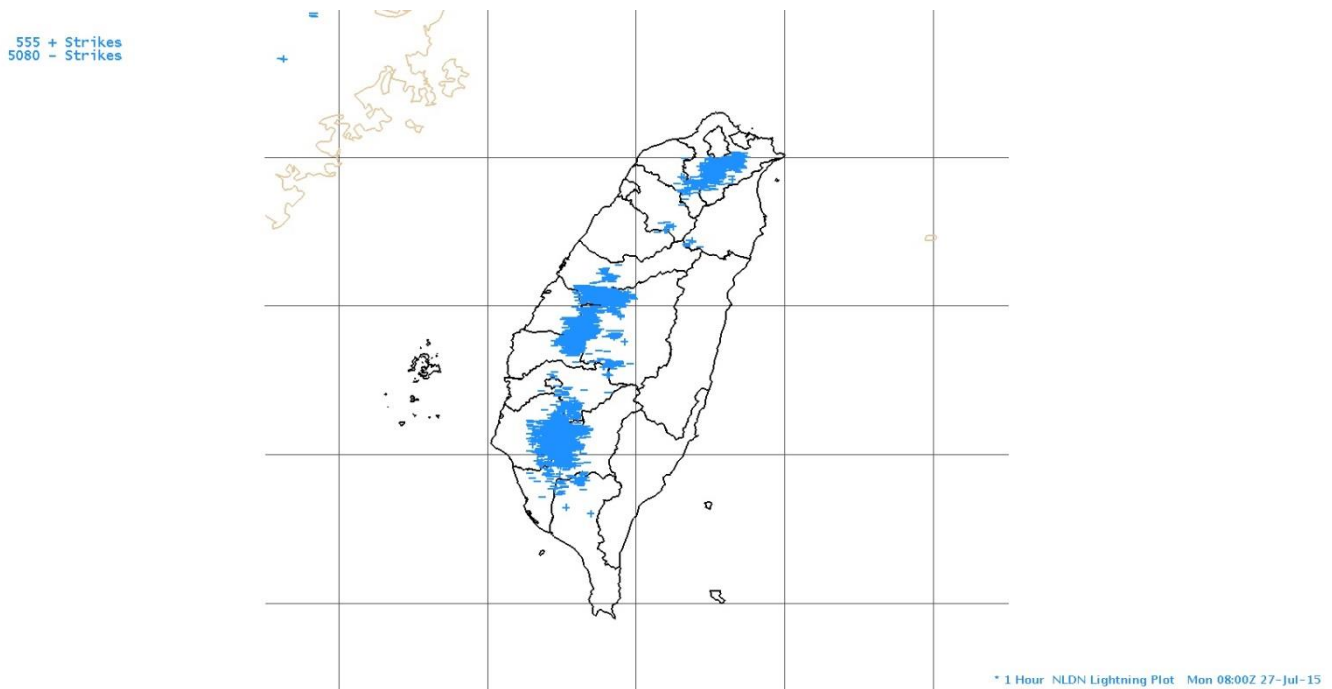 555 + Strikes
5080 - Strikes
* 1 Hour NLDN Lightning Plot Mon 08:00Z 27-Jul-15